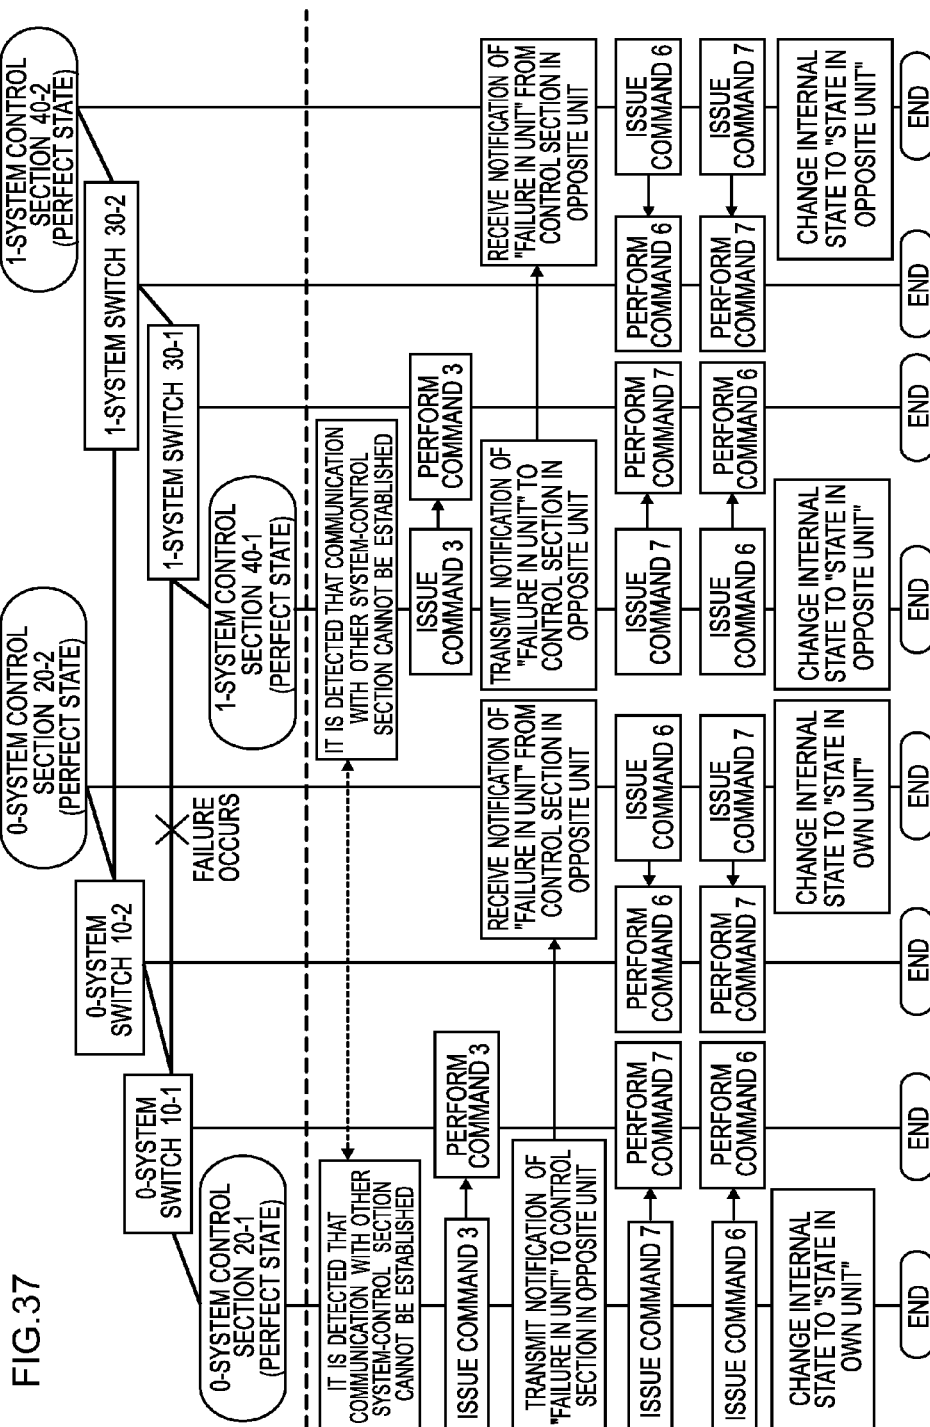 FIG.37
0-SYSTEM CONTROL
SECTION 20-1
(PERFECT STATE)
0-SYSTEM
SWITCH 10-1
0-SYSTEM
SWITCH 10-2
0-SYSTEM CONTROL
SECTION 20-2
(PERFECT STATE)
FAILURE
OCCURS
1-SYSTEM CONTROL
SECTION 40-1
(PERFECT STATE)
1-SYSTEM SWITCH 30-1
1-SYSTEM SWITCH 30-2
1-SYSTEM CONTROL
SECTION 40-2
(PERFECT STATE)
IT IS DETECTED THAT
COMMUNICATION WITH OTHER
SYSTEM-CONTROL SECTION
CANNOT BE ESTABLISHED
IT IS DETECTED THAT COMMUNICATION
WITH OTHER SYSTEM-CONTROL
SECTION CANNOT BE ESTABLISHED
ISSUE COMMAND 3
PERFORM
COMMAND 3
ISSUE
COMMAND 3
PERFORM
COMMAND 3
TRANSMIT NOTIFICATION OF
"FAILURE IN UNIT" TO CONTROL
SECTION IN OPPOSITE UNIT
RECEIVE NOTIFICATION OF
"FAILURE IN UNIT" FROM
CONTROL SECTION IN
OPPOSITE UNIT
TRANSMIT NOTIFICATION OF
"FAILURE IN UNIT" TO
CONTROL SECTION IN
OPPOSITE UNIT
RECEIVE NOTIFICATION OF
"FAILURE IN UNIT" FROM
CONTROL SECTION IN
OPPOSITE UNIT
ISSUE COMMAND 7
PERFORM
COMMAND 7
PERFORM
COMMAND 6
ISSUE
COMMAND 6
ISSUE
COMMAND 7
PERFORM
COMMAND 7
PERFORM
COMMAND 6
ISSUE
COMMAND 6
ISSUE COMMAND 6
PERFORM
COMMAND 6
PERFORM
COMMAND 7
ISSUE
COMMAND 7
ISSUE
COMMAND 6
PERFORM
COMMAND 6
PERFORM
COMMAND 7
ISSUE
COMMAND 7
CHANGE INTERNAL
STATE TO "STATE IN
OWN UNIT"
CHANGE INTERNAL
STATE TO "STATE IN
OWN UNIT"
CHANGE INTERNAL
STATE TO "STATE IN
OPPOSITE UNIT"
CHANGE INTERNAL
STATE TO "STATE IN
OPPOSITE UNIT"
END
END
END
END
END
END
END
END